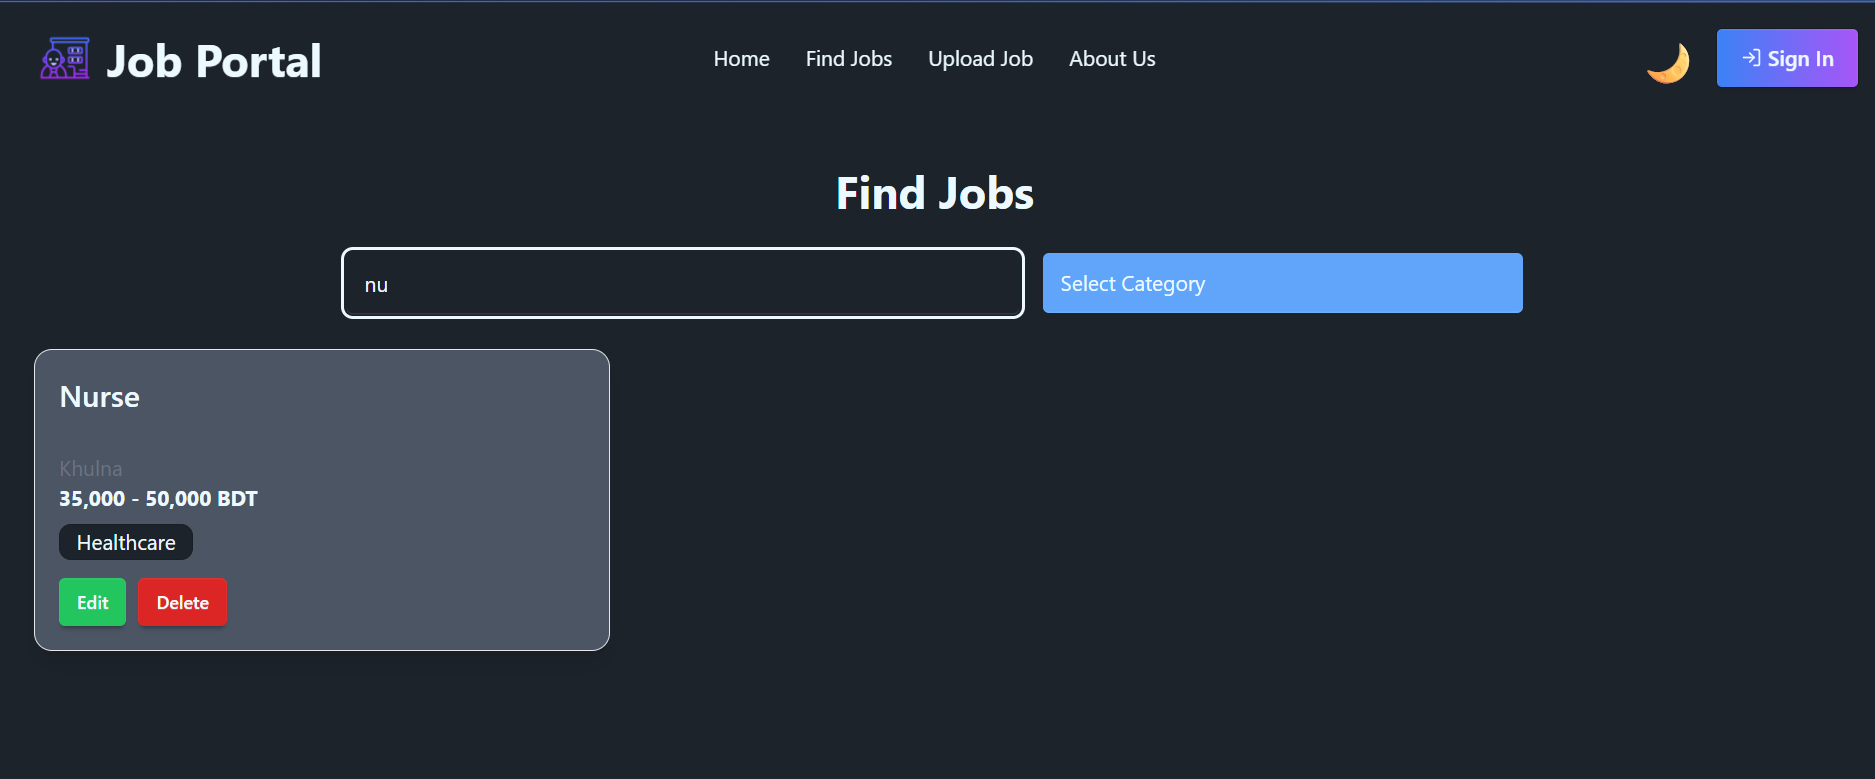 Job Portal
Home Find Jobs Upload Job About Us
Sign In
Find Jobs
nu
Select Category
Nurse
Khulna
35,000 - 50,000 BDT
Healthcare
Edit Delete